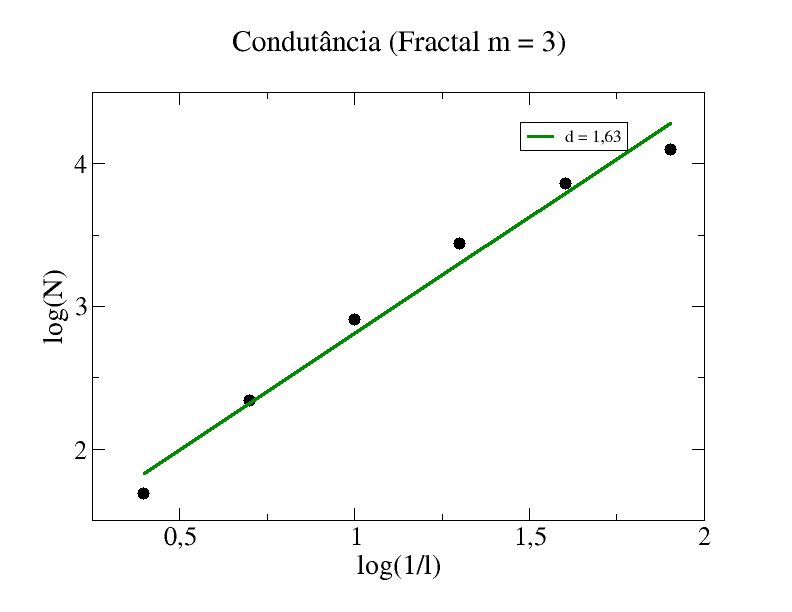 Condutância (Fractal m = 3)
d = 1,63
4
3
2
log(N)
0,5
1
1,5
2
log(1/l)